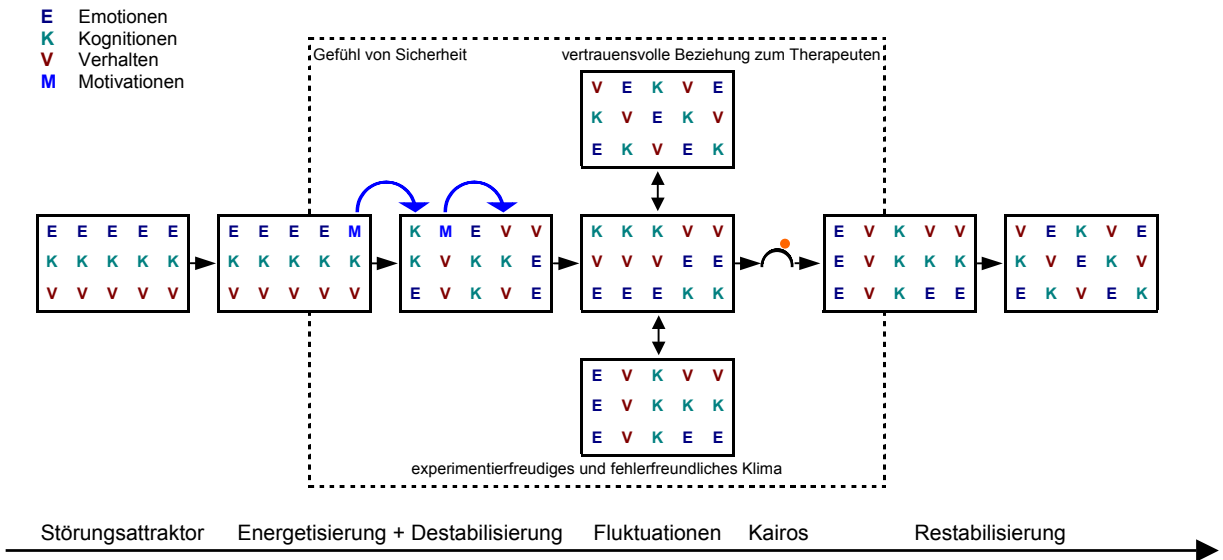 E Emotionen
K Kognitionen
V Verhalten
M Motivationen
Gefühl von Sicherheit
vertrauensvolle Beziehung zum Therapeuten
V E K V E
K V E K V
E K V E K
E E E E E
K K K K K
V V V V V
E E E E M
K K K K K
V V V V V
K M E V V
K V K K E
E V K V E
K K K V V
V V V E E
E E E K K
E V K V V
E V K K K
E V K E E
V E K V E
K V E K V
E K V E K
E V K V V
E V K K K
E V K E E
experimentierfreudiges und fehlerfreundliches Klima
Störungsattraktor
Energetisierung + Destabilisierung
Fluktuationen
Kairos
Restabilisierung